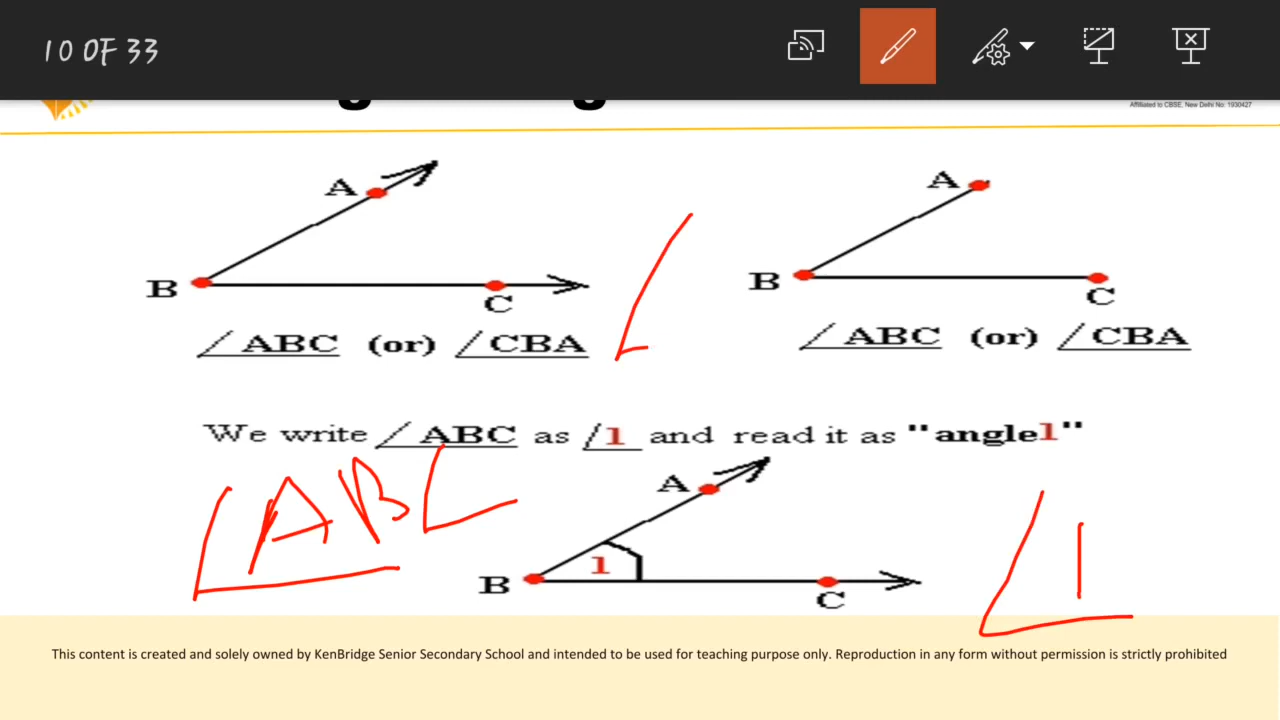 10 OF 33
Affiliated to CBSE, New Delhi No: 1930427
A
B
C
∠ABC (or) ∠CBA
A
B
C
∠ABC (or) ∠CBA
We write ∠ABC as ∠1 and read it as "angle1"
∠ABC
A
B
1
C
∠1
This content is created and solely owned by KenBridge Senior Secondary School and intended to be used for teaching purpose only. Reproduction in any form without permission is strictly prohibited